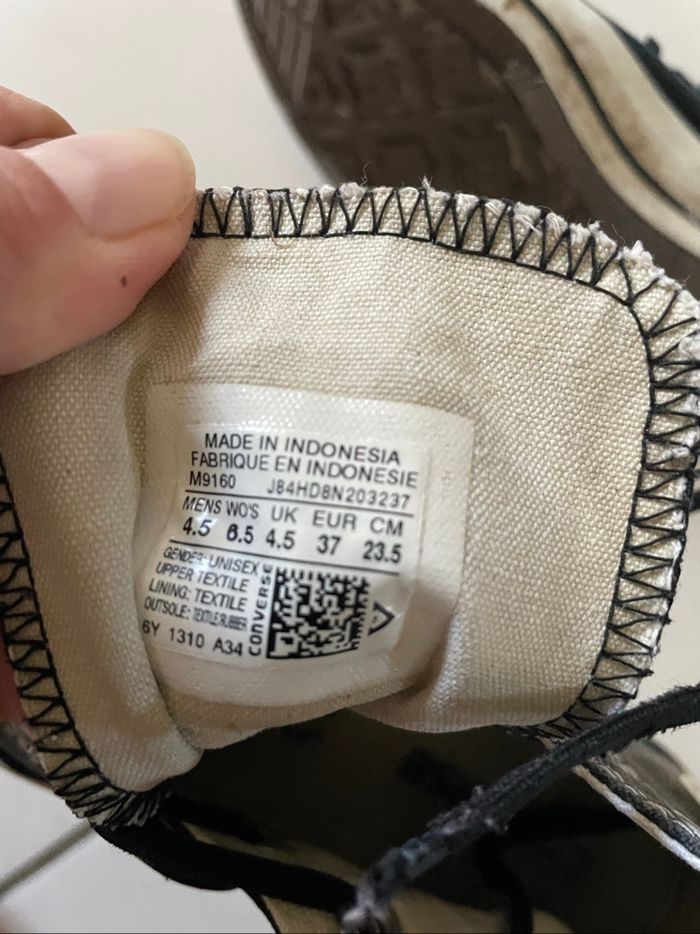 MADE IN INDONESIA
FABRIQUE EN INDONESIE
M9160 J84HD8N203237
MENS WO'S UK EUR CM
4.5 6.5 4.5 37 23.5
GENDER: UNISEX
UPPER TEXTILE
LINING: TEXTILE
OUTSOLE: TEXTILE/RUBBER
6Y 1310 A34
CONVERSE